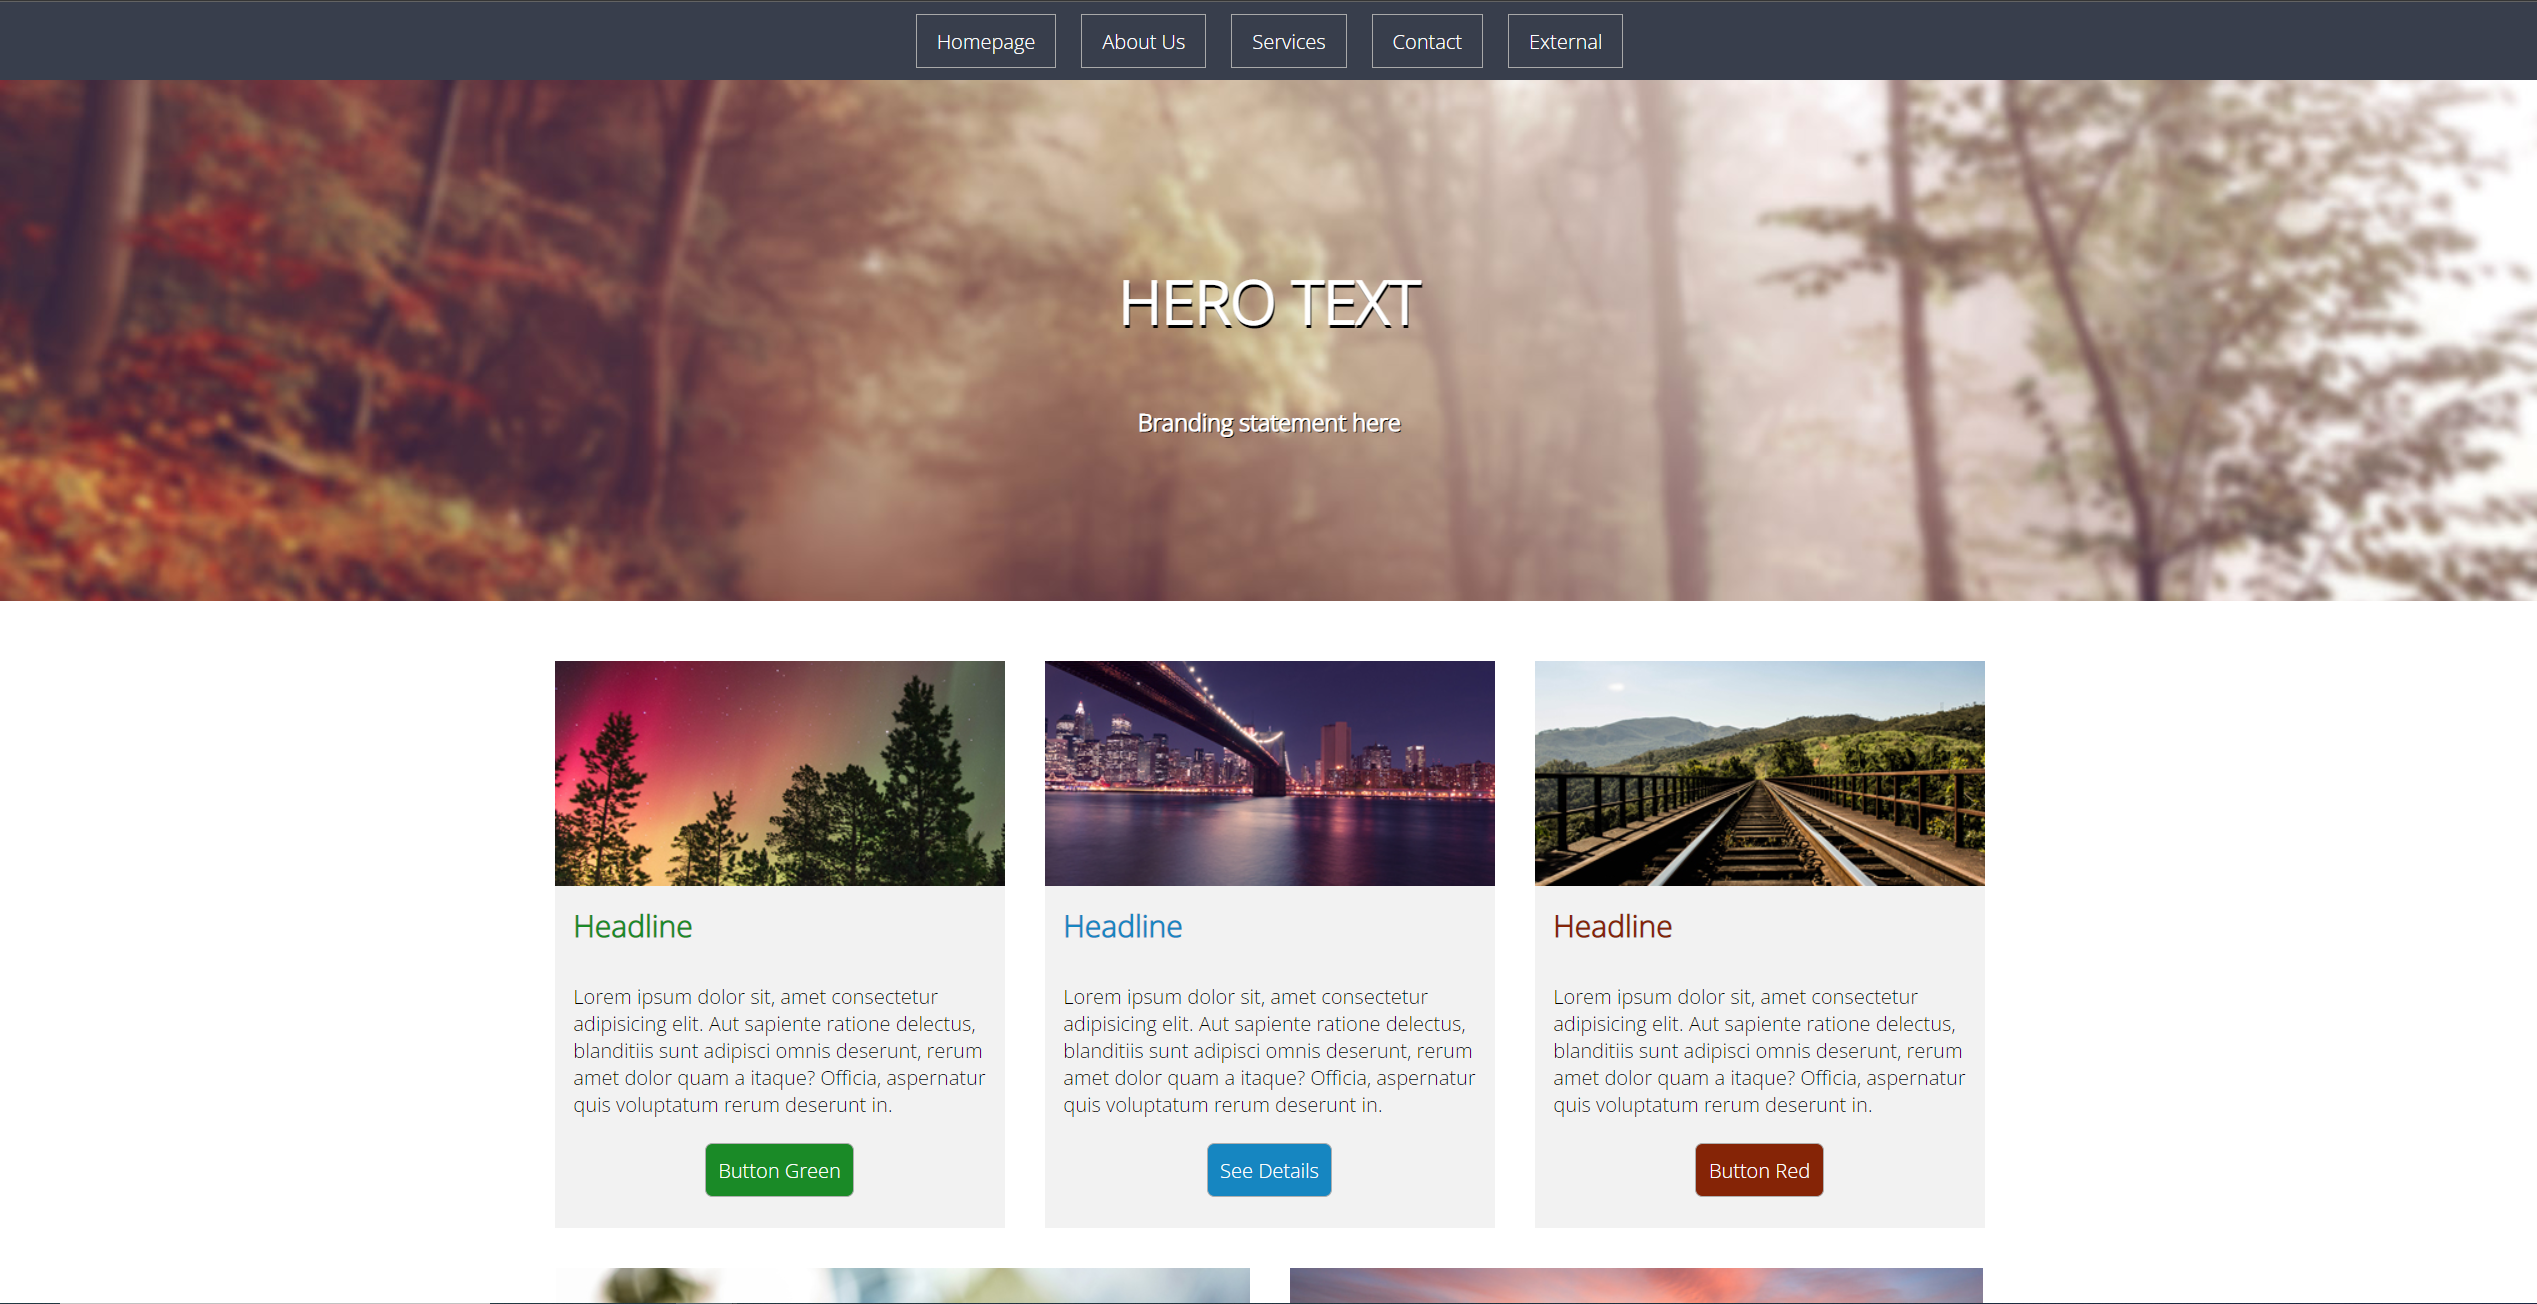 Homepage
About Us
Services
Contact
External
HERO TEXT
Branding statement here
Headline
Lorem ipsum dolor sit, amet consectetur
adipisicing elit. Aut sapiente ratione delectus,
blanditiis sunt adipisci omnis deserunt, rerum
amet dolor quam a itaque? Officia, aspernatur
quis voluptatum rerum deserunt in.
Button Green
Headline
Lorem ipsum dolor sit, amet consectetur
adipisicing elit. Aut sapiente ratione delectus,
blanditiis sunt adipisci omnis deserunt, rerum
amet dolor quam a itaque? Officia, aspernatur
quis voluptatum rerum deserunt in.
See Details
Headline
Lorem ipsum dolor sit, amet consectetur
adipisicing elit. Aut sapiente ratione delectus,
blanditiis sunt adipisci omnis deserunt, rerum
amet dolor quam a itaque? Officia, aspernatur
quis voluptatum rerum deserunt in.
Button Red